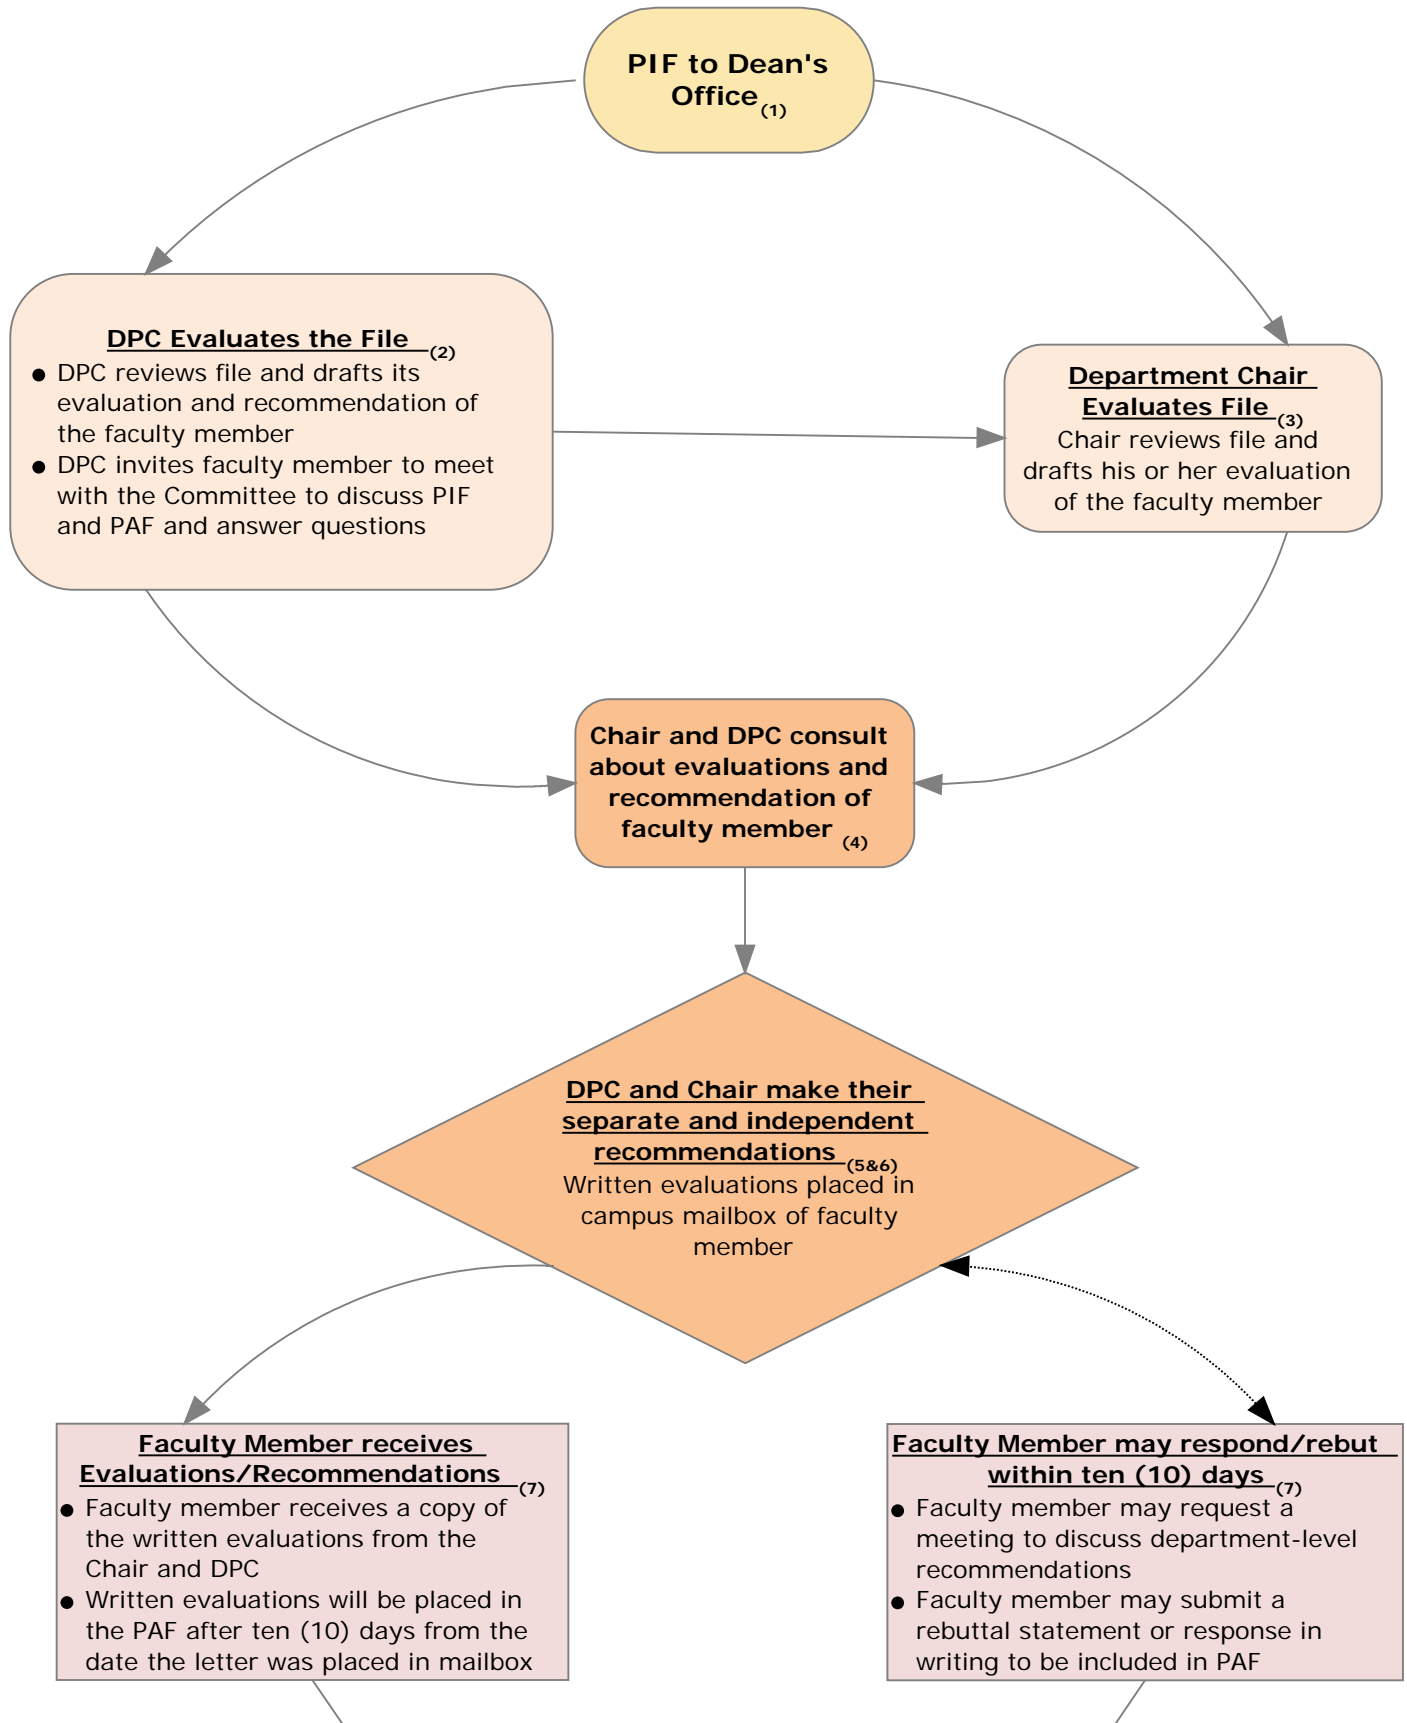 PIF to Dean's
Office (1)
DPC Evaluates the File (2)
● DPC reviews file and drafts its
evaluation and recommendation of
the faculty member
● DPC invites faculty member to meet
with the Committee to discuss PIF
and PAF and answer questions
Department Chair
Evaluates File (3)
Chair reviews file and
drafts his or her evaluation
of the faculty member
Chair and DPC consult
about evaluations and
recommendation of
faculty member (4)
DPC and Chair make their
separate and independent
recommendations (5&6)
Written evaluations placed in
campus mailbox of faculty
member
Faculty Member receives
Evaluations/Recommendations (7)
● Faculty member receives a copy of
the written evaluations from the
Chair and DPC
● Written evaluations will be placed in
the PAF after ten (10) days from the
date the letter was placed in mailbox
Faculty Member may respond/rebut
within ten (10) days (7)
● Faculty member may request a
meeting to discuss department-level
recommendations
● Faculty member may submit a
rebuttal statement or response in
writing to be included in PAF